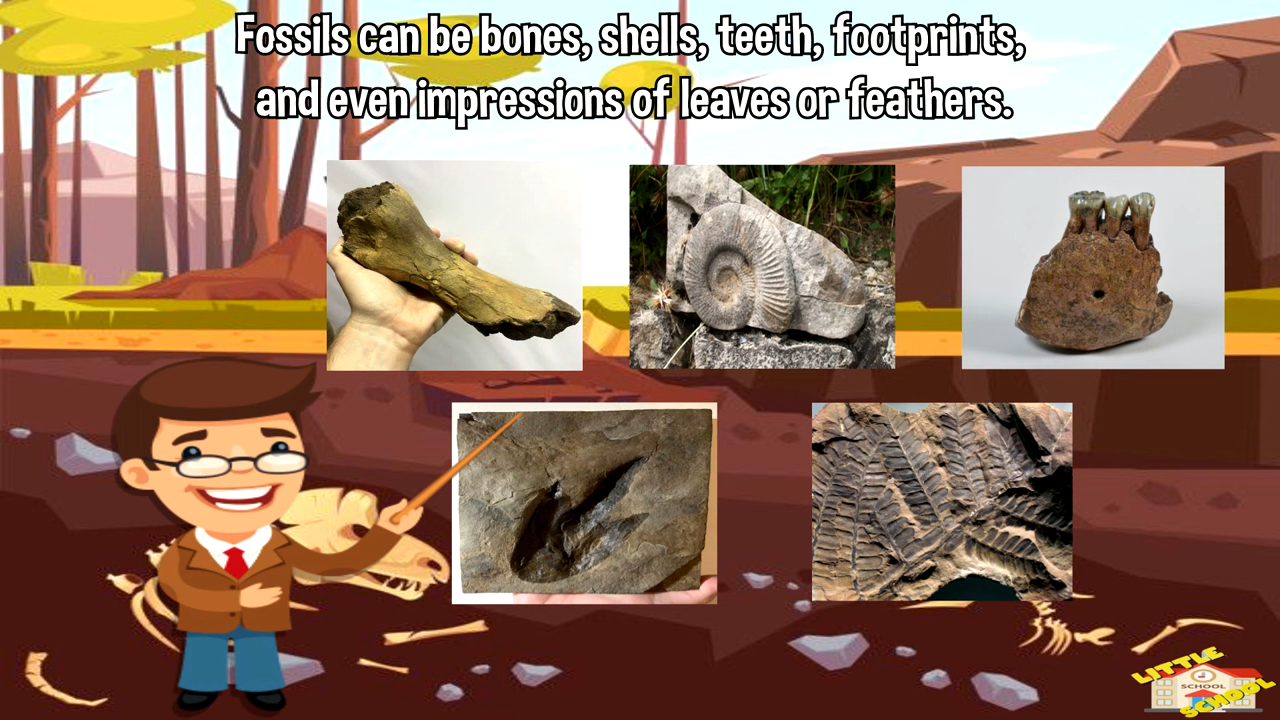 Fossils can be bones, shells, teeth, footprints,
and even impressions of leaves or feathers.
LITTLE
SCHOOL
SCHOOL